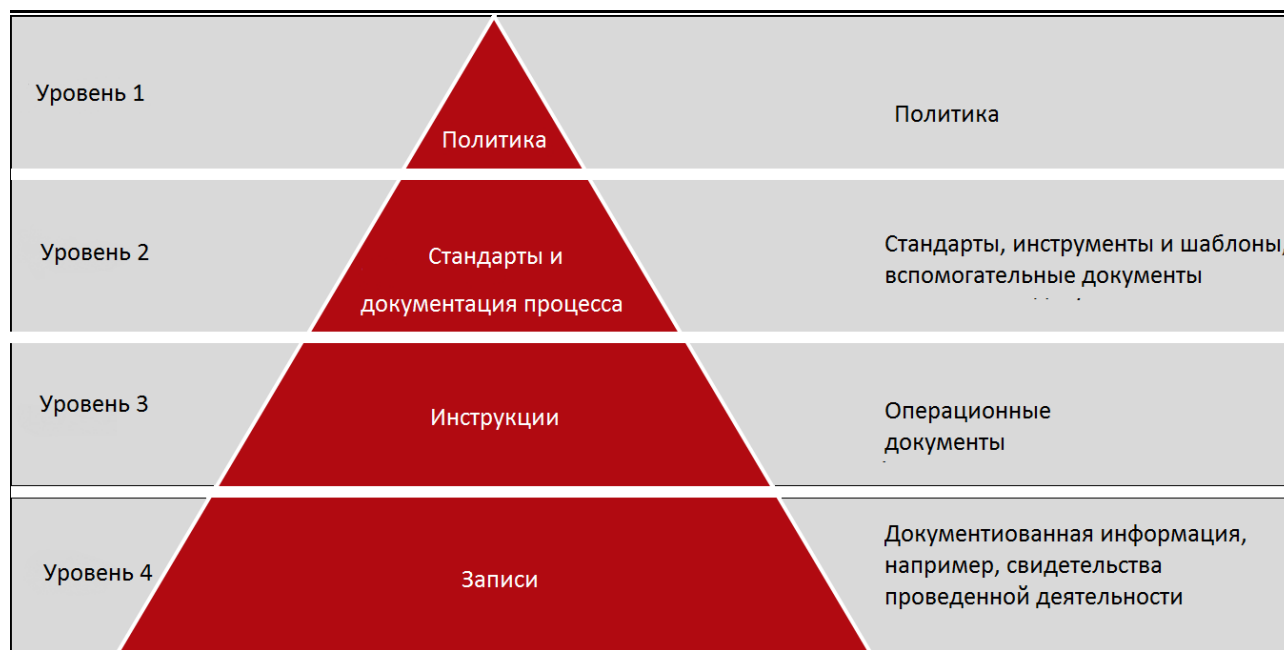 Уровень 1
Политика
Политика
Уровень 2
Стандарты и
документация процесса
Стандарты, инструменты и шаблоны,
вспомогательные документы
Уровень 3
Инструкции
Операционные
документы
Уровень 4
Записи
Документиованная информация,
например, свидетельства
проведенной деятельности